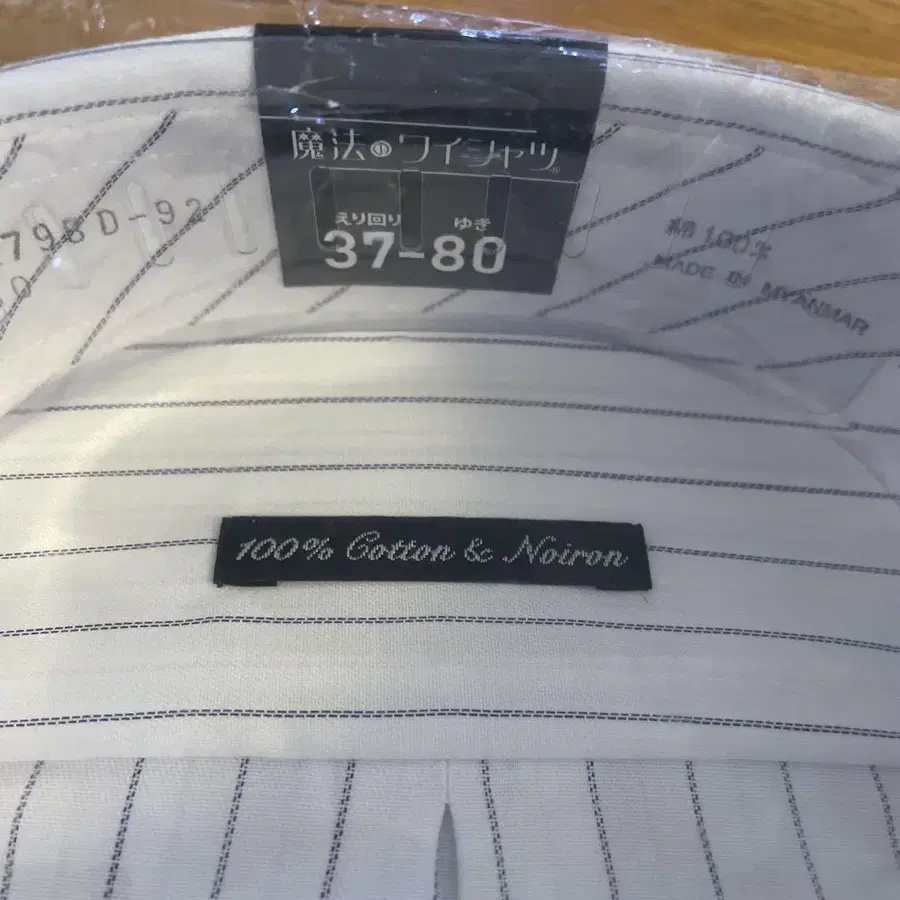 魔法のワイシャツ
えり回り ゆき
37-80
綿100%
MADE IN MYANMAR
100% Cotton & Noiron